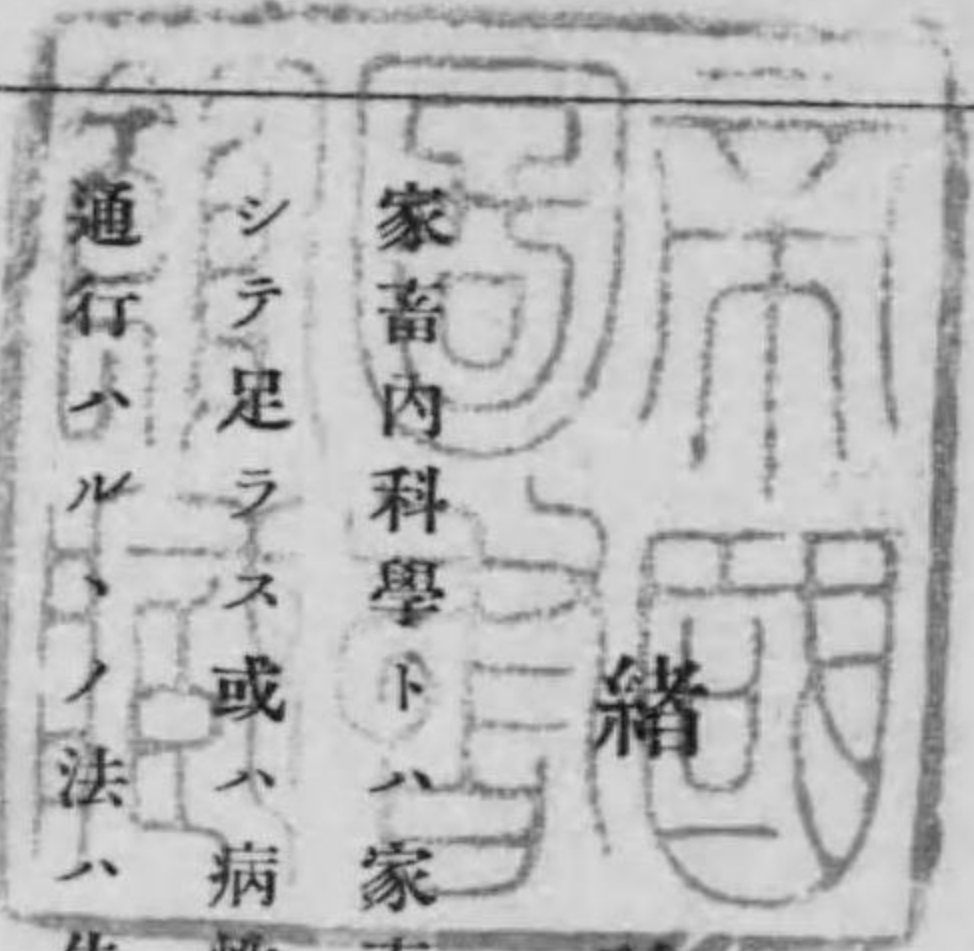 緒
家畜內科學トハ家
シテ足ラス或ハ病
通行ハルヽノ法ハ